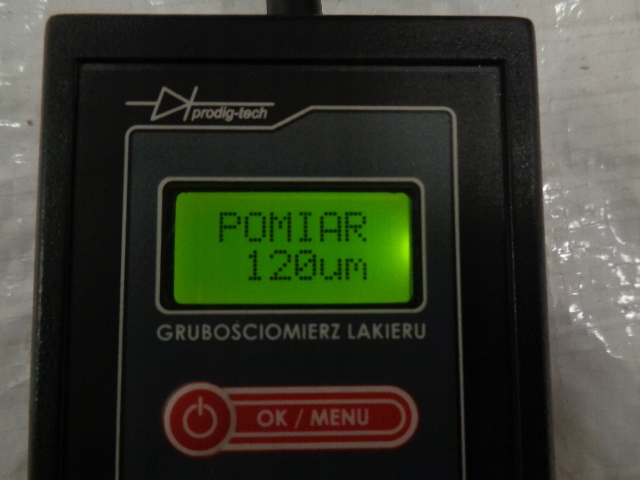 prodig-tech
POMIAR
120um
GRUBOŚCIOMIERZ LAKIERU
OK / MENU